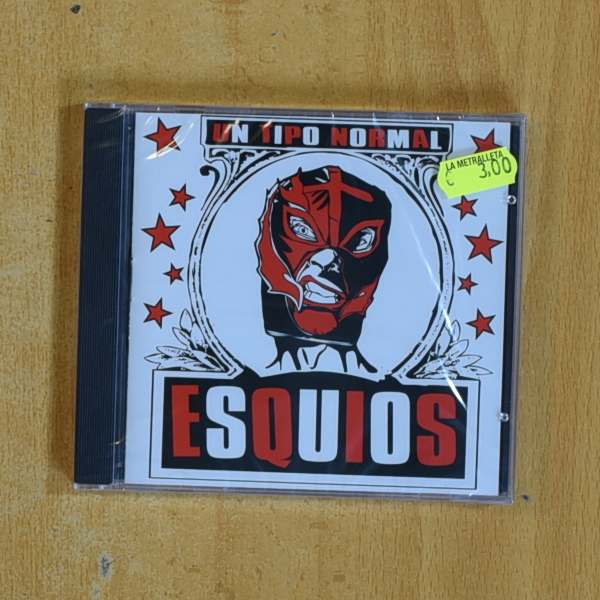 UN TIPO NORMAL
LA METRALLETA
€ 3,00
ESQUIOS